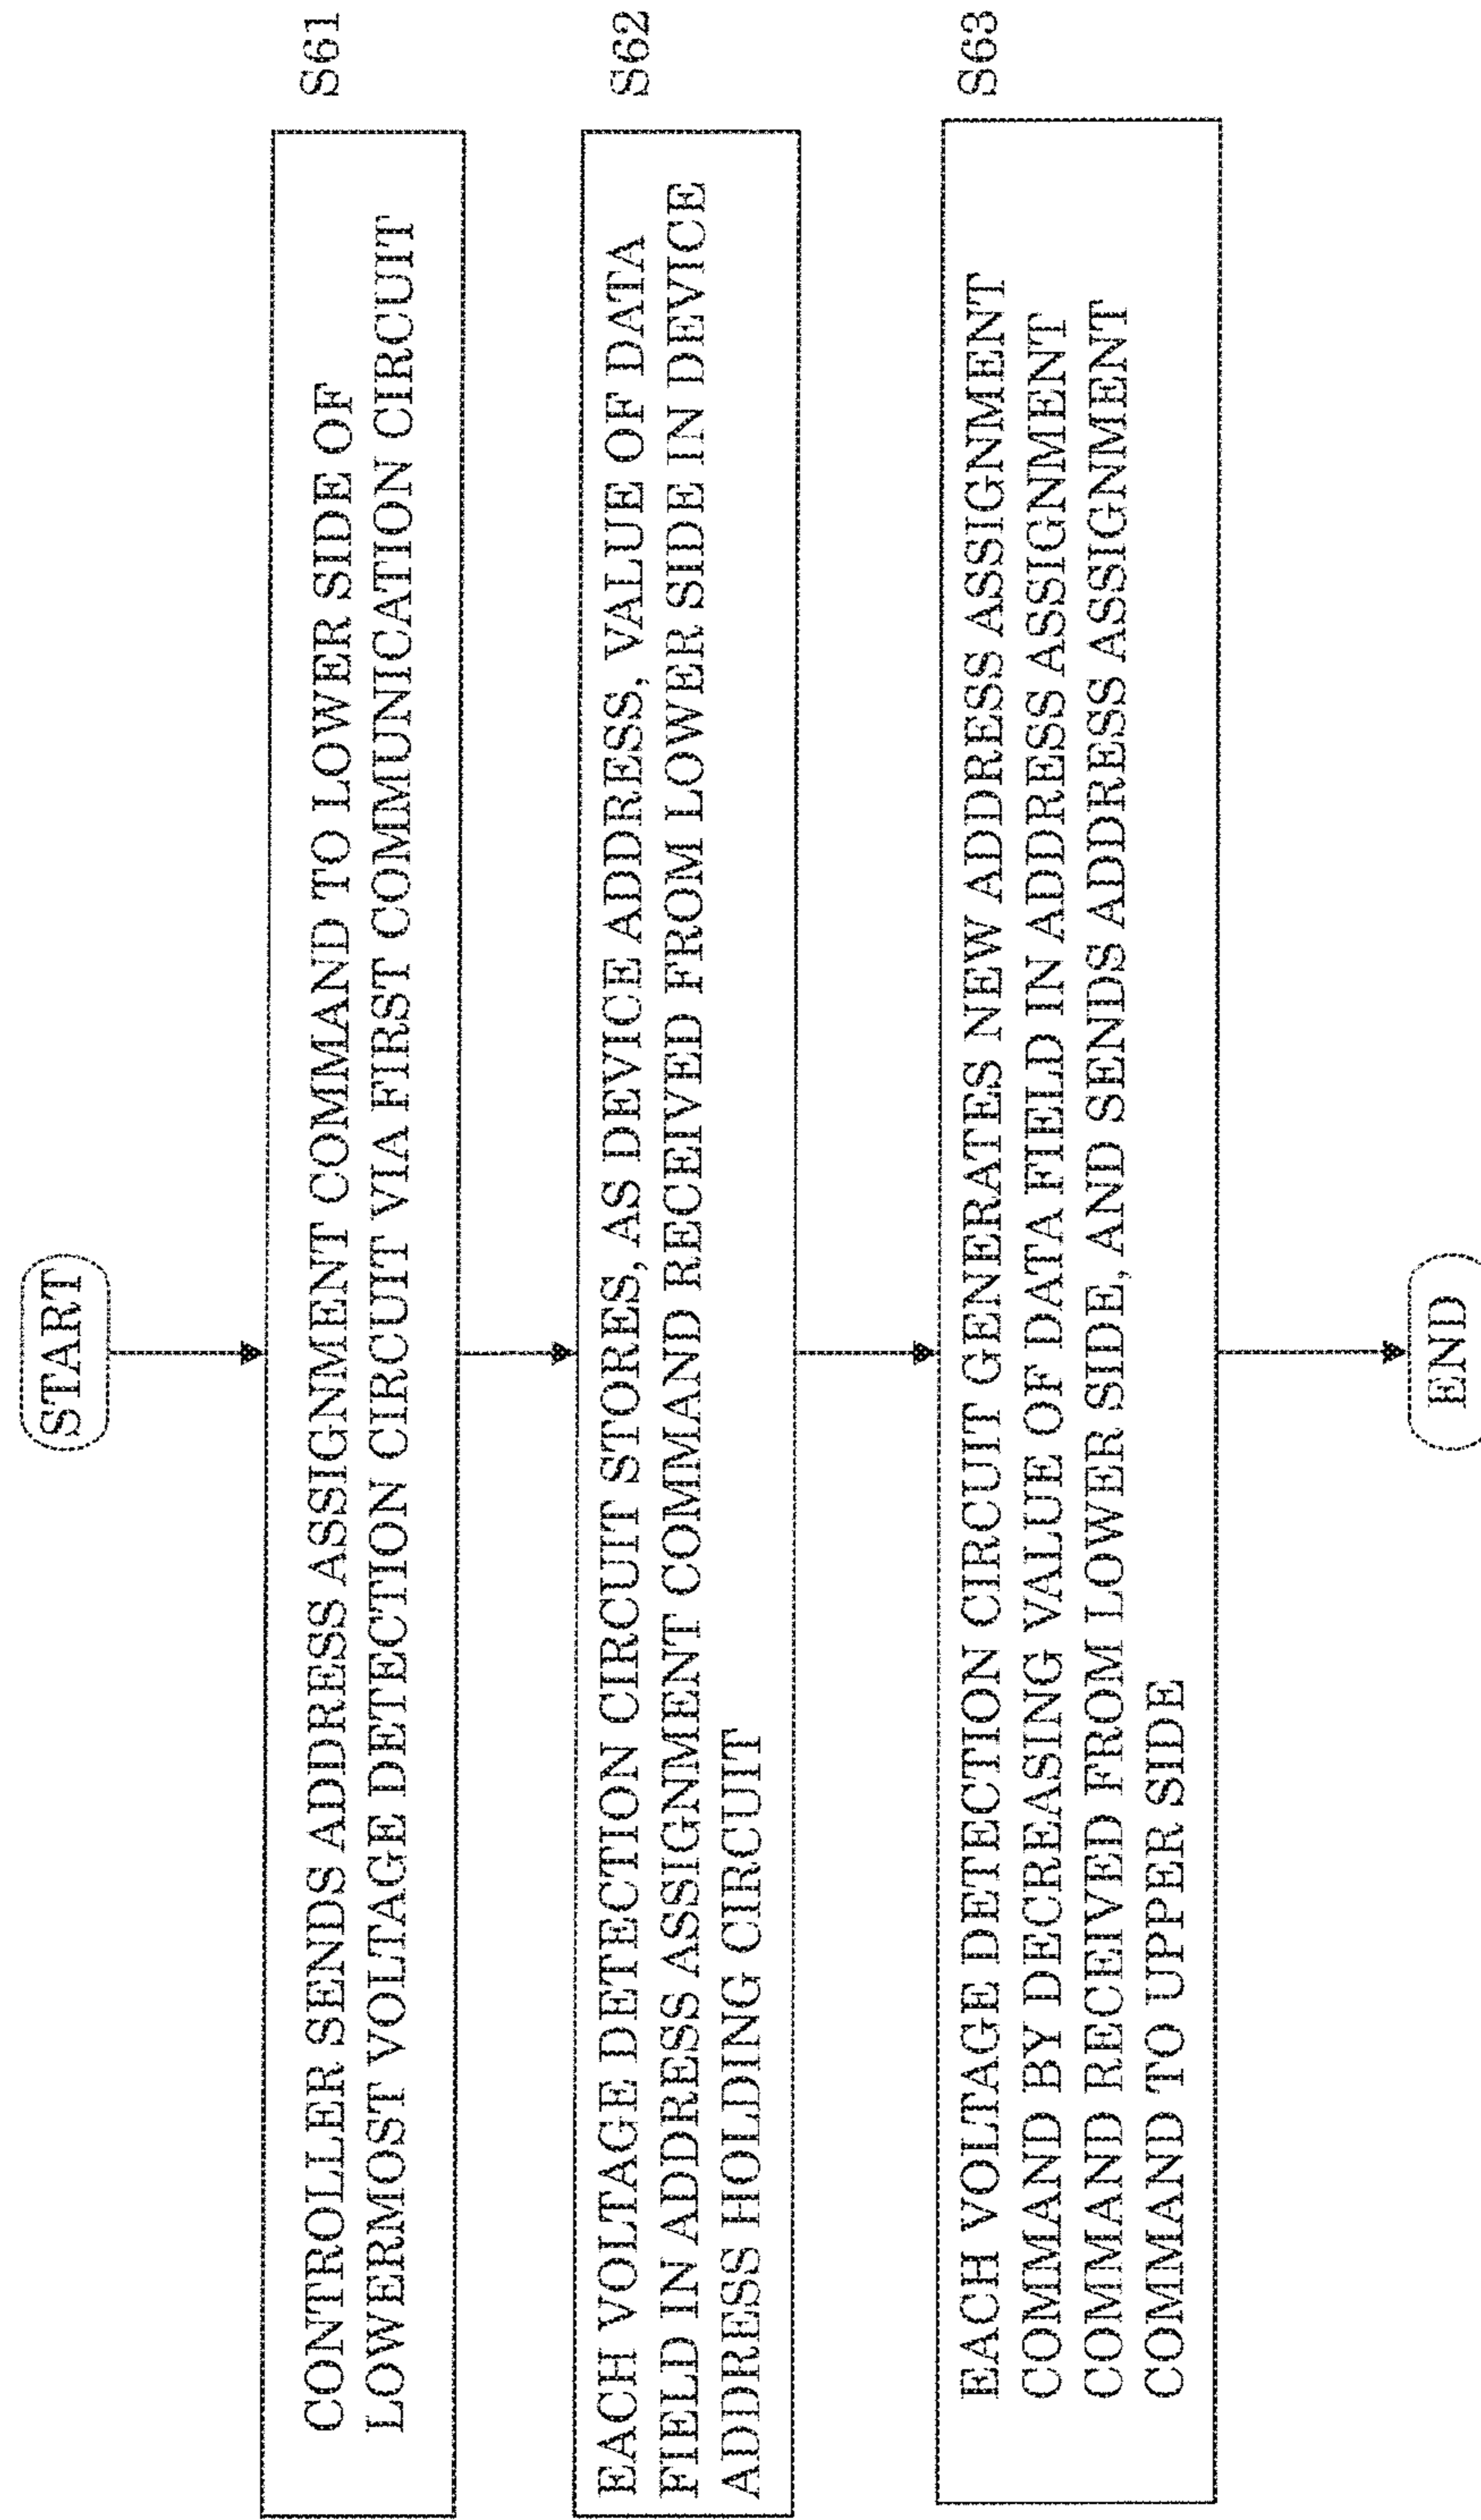 START
CONTROLLER SENDS ADDRESS ASSIGNMENT COMMAND TO LOWER SIDE OF
LOWERMOST VOLTAGE DETECTION CIRCUIT VIA FIRST COMMUNICATION CIRCUIT
S61
EACH VOLTAGE DETECTION CIRCUIT STORES, AS DEVICE ADDRESS, VALUE OF DATA
FIELD IN ADDRESS ASSIGNMENT COMMAND RECEIVED FROM LOWER SIDE IN DEVICE
ADDRESS HOLDING CIRCUIT
S62
EACH VOLTAGE DETECTION CIRCUIT GENERATES NEW ADDRESS ASSIGNMENT
COMMAND BY DECREASING VALUE OF DATA FIELD IN ADDRESS ASSIGNMENT
COMMAND RECEIVED FROM LOWER SIDE, AND SENDS ADDRESS ASSIGNMENT
COMMAND TO UPPER SIDE
S63
END